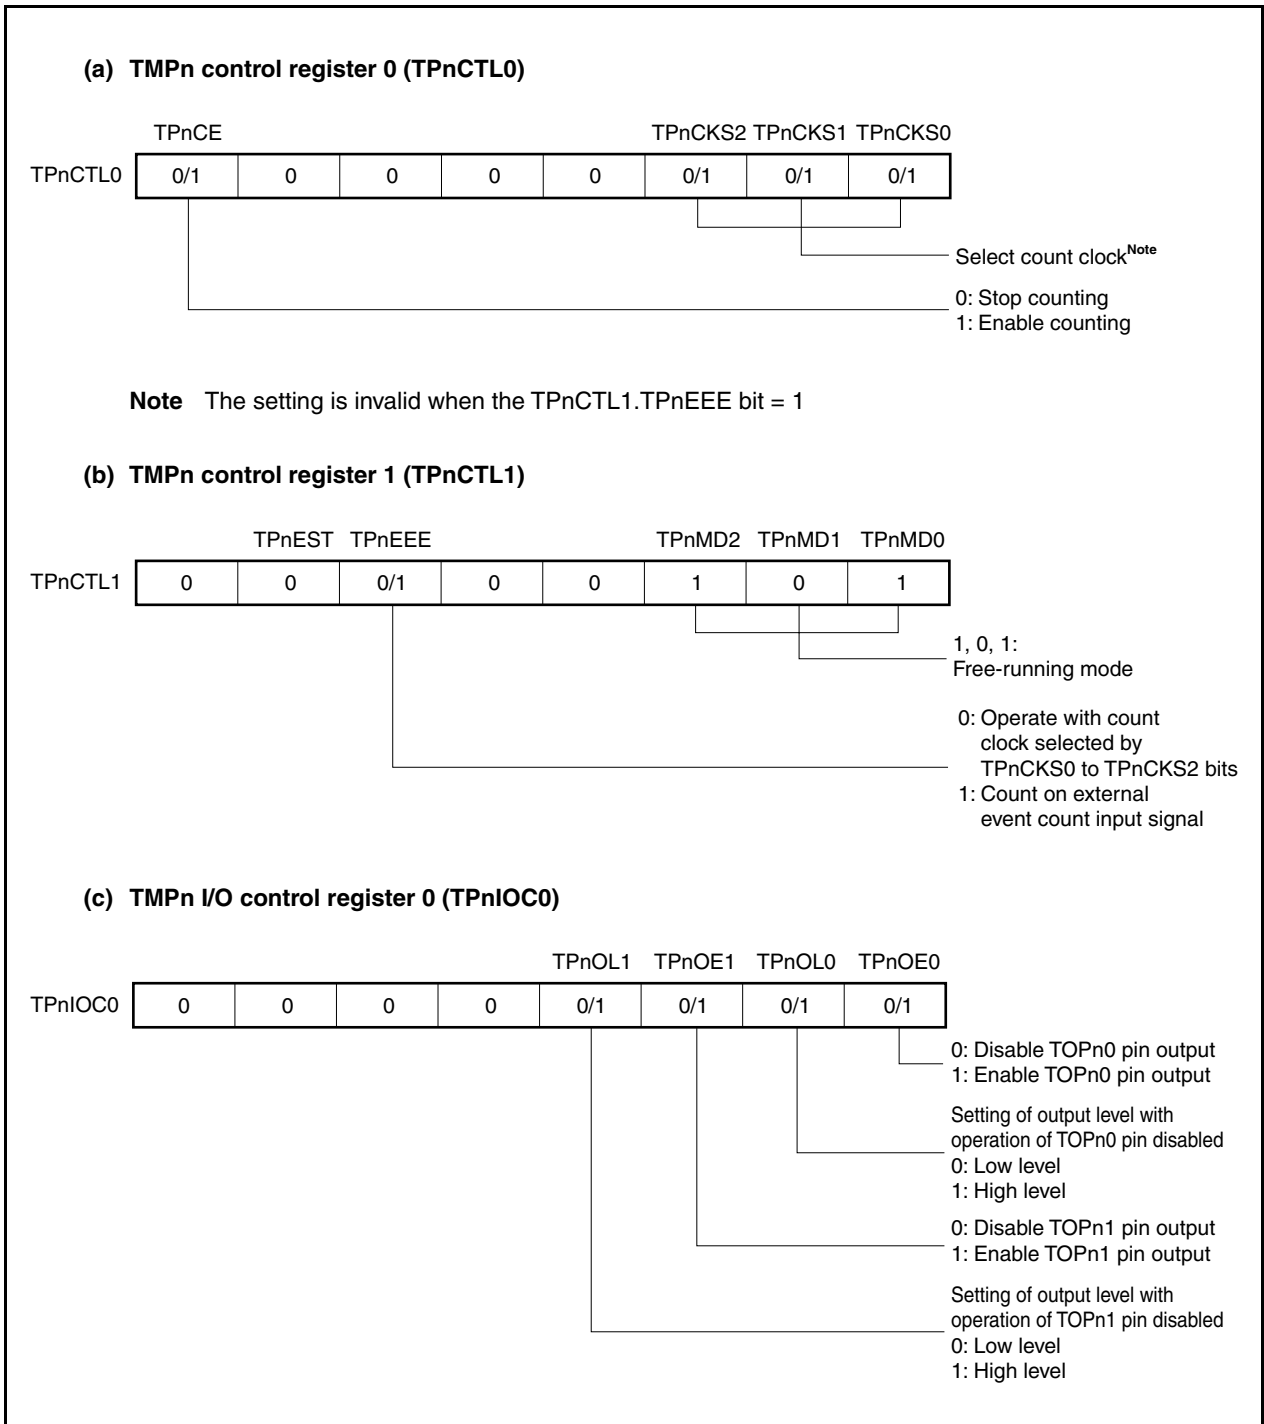 (a) TMPn control register 0 (TPnCTL0)
TPnCE TPnCKS2 TPnCKS1 TPnCKS0
TPnCTL0 0/1 0 0 0 0 0/1 0/1 0/1
Select count clockNote
0: Stop counting
1: Enable counting
Note The setting is invalid when the TPnCTL1.TPnEEE bit = 1
(b) TMPn control register 1 (TPnCTL1)
TPnEST TPnEEE TPnMD2 TPnMD1 TPnMD0
TPnCTL1 0 0 0/1 0 0 1 0 1
1, 0, 1:
Free-running mode
0: Operate with count
clock selected by
TPnCKS0 to TPnCKS2 bits
1: Count on external
event count input signal
(c) TMPn I/O control register 0 (TPnIOC0)
TPnOL1 TPnOE1 TPnOL0 TPnOE0
TPnIOC0 0 0 0 0 0/1 0/1 0/1 0/1
0: Disable TOPn0 pin output
1: Enable TOPn0 pin output
Setting of output level with
operation of TOPn0 pin disabled
0: Low level
1: High level
0: Disable TOPn1 pin output
1: Enable TOPn1 pin output
Setting of output level with
operation of TOPn1 pin disabled
0: Low level
1: High level